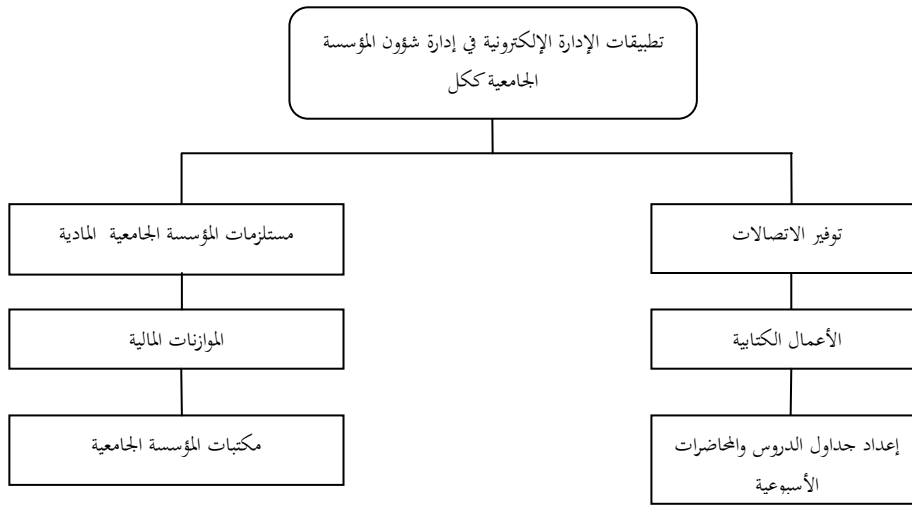 تطبيقات الإدارة الإلكترونية في إدارة شؤون المؤسسة
الجامعية ككل
توفير الاتصالات
مستلزمات المؤسسة الجامعية المادية
الأعمال الكتابية
الموازنات المالية
إعداد جداول الدروس والمحاضرات
الأسبوعية
مكتبات المؤسسة الجامعية